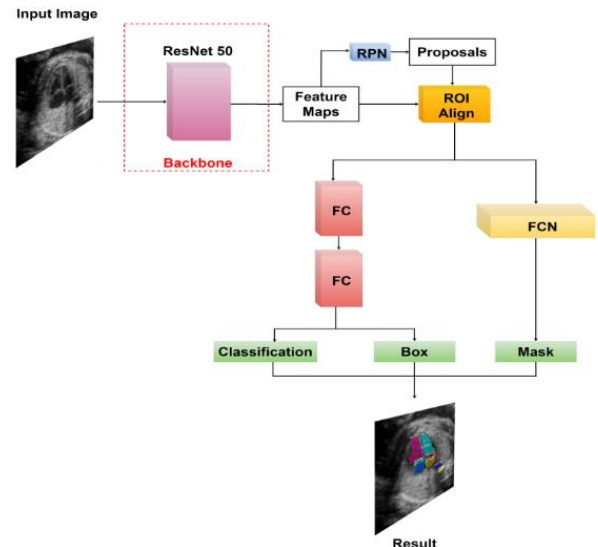 Input Image
ResNet 50
Backbone
Feature
Maps
RPN
Proposals
ROI
Align
FC
FC
FCN
Classification
Box
Mask
Result